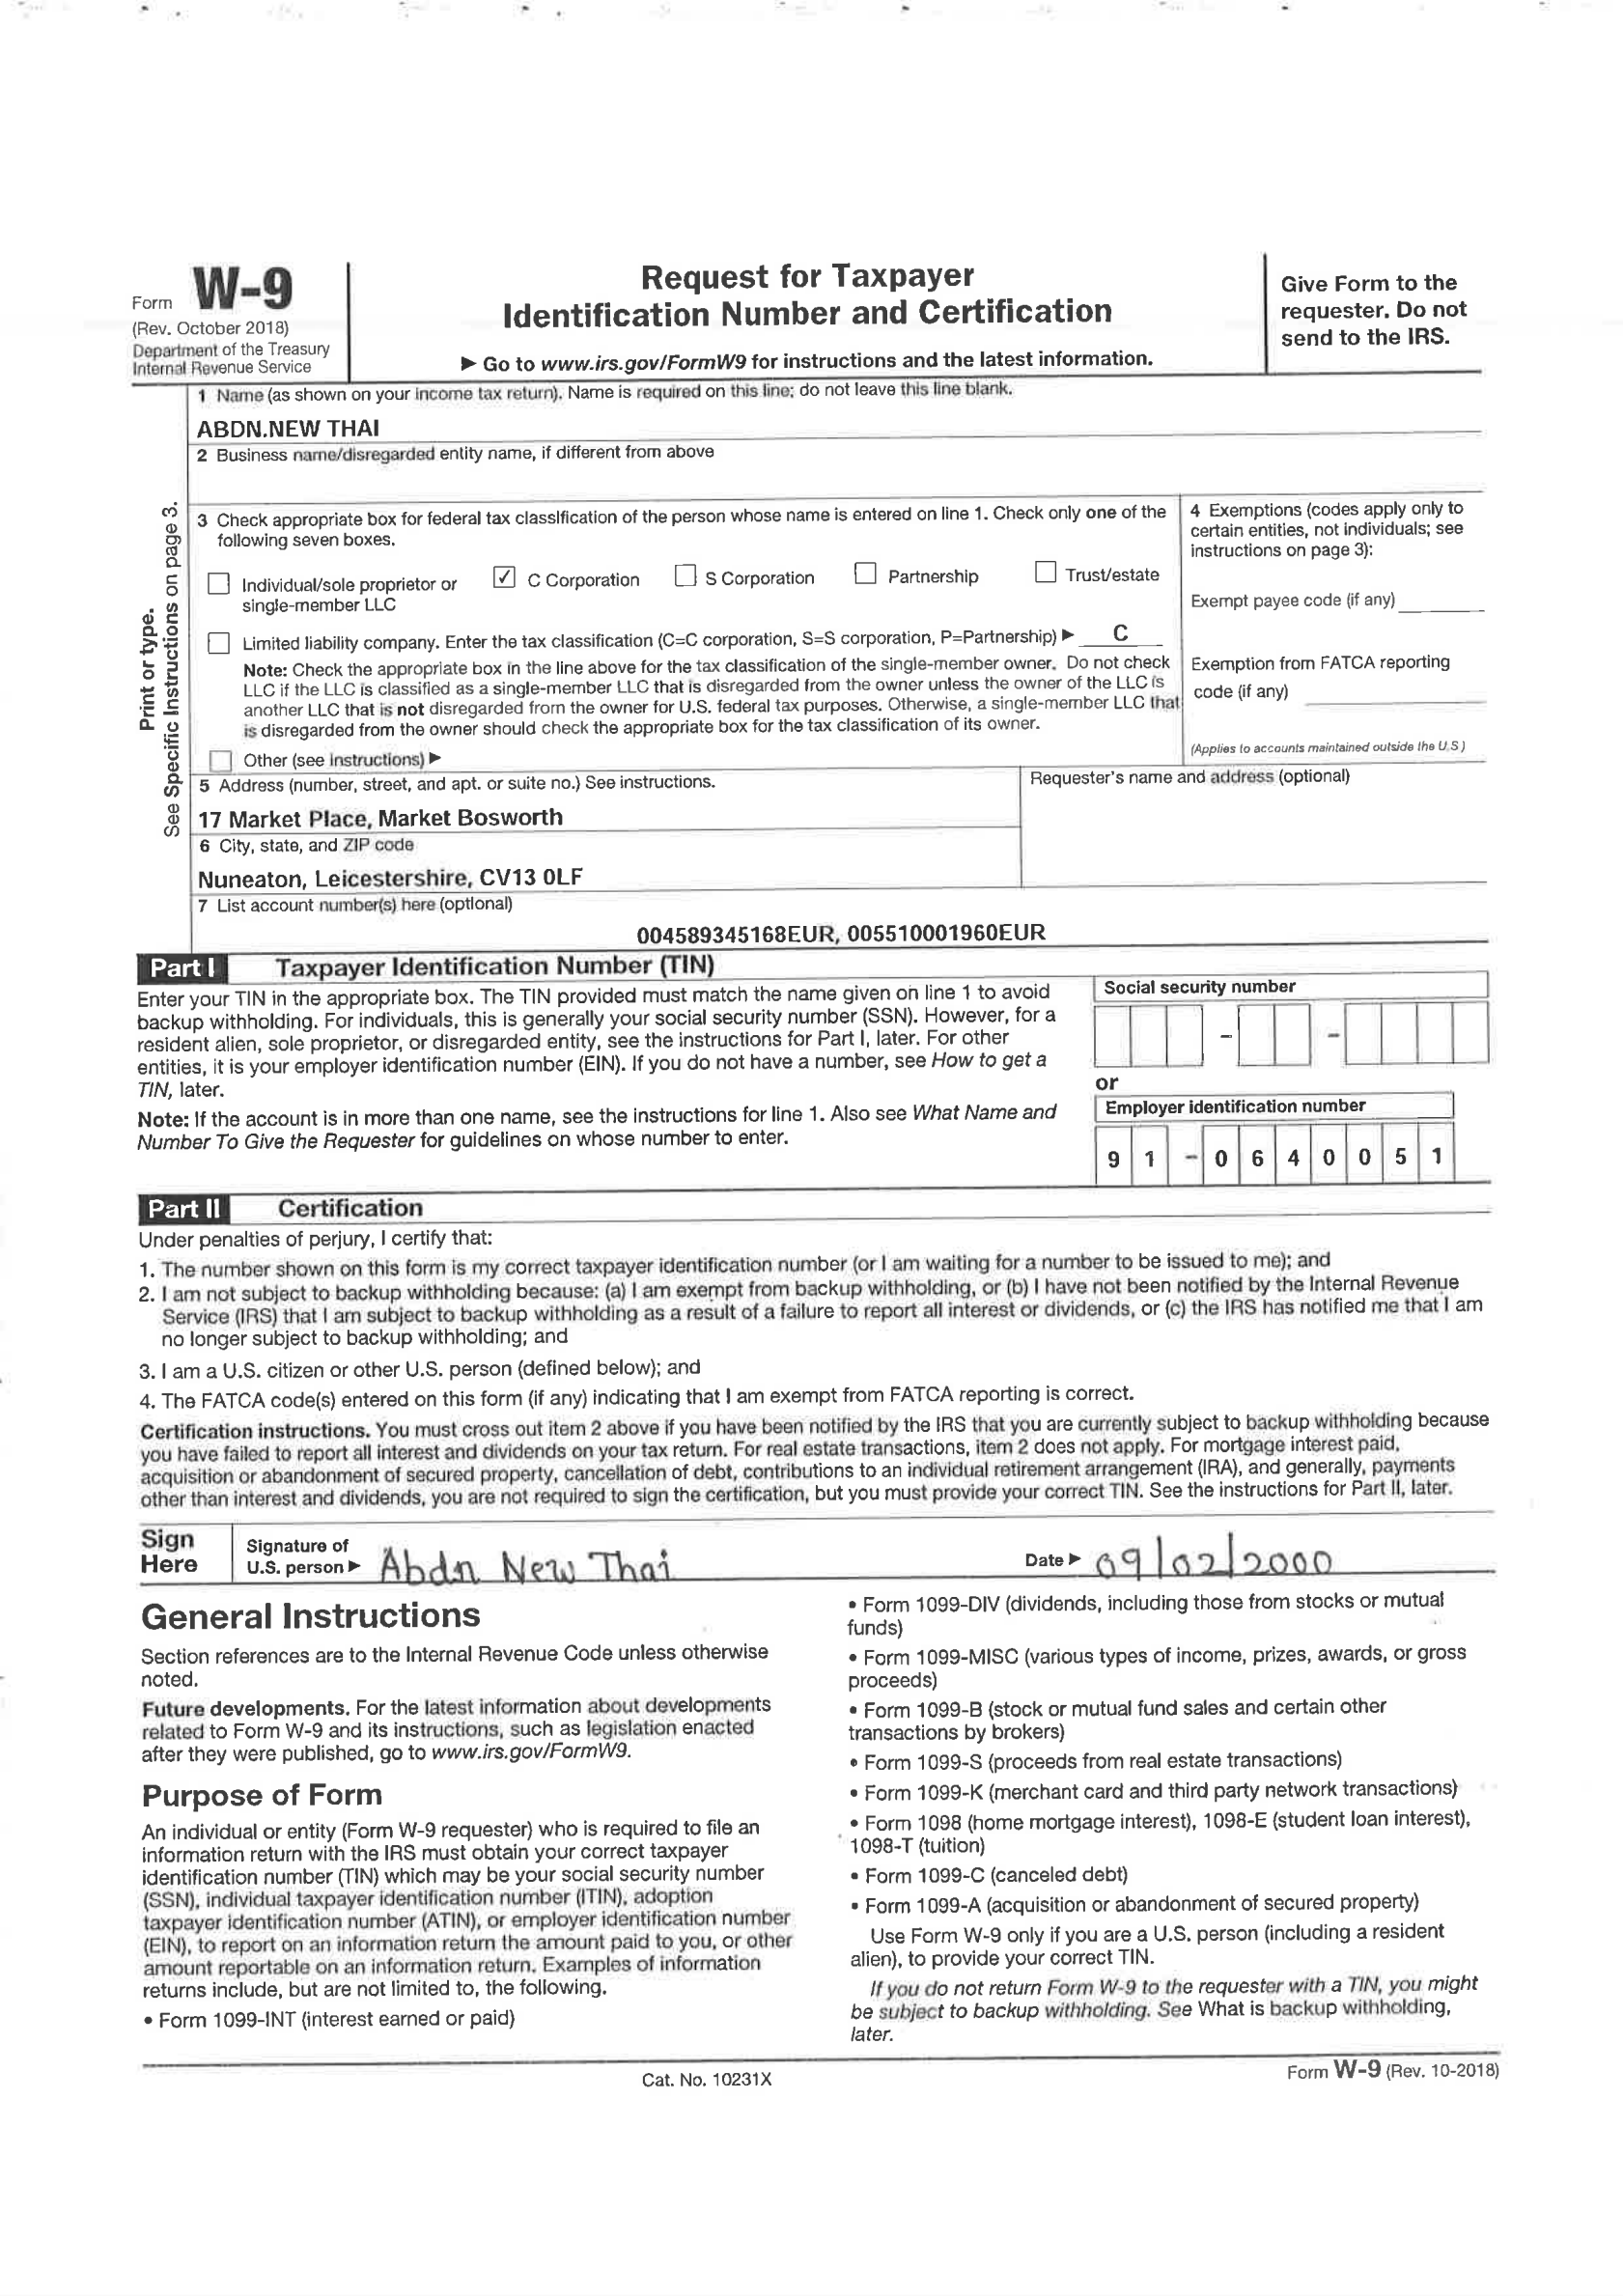 Form W-9
(Rev. October 2018)
Department of the Treasury
Internal Revenue Service
Request for Taxpayer
Identification Number and Certification
► Go to www.irs.gov/FormW9 for instructions and the latest information.
Give Form to the
requester. Do not
send to the IRS.
Print or type.
See Specific Instructions on page 3.
1 Name (as shown on your income tax return). Name is required on this line; do not leave this line blank.
ABDN.NEW THAI
2 Business name/disregarded entity name, if different from above
3 Check appropriate box for federal tax classification of the person whose name is entered on line 1. Check only one of the
following seven boxes.
☐ Individual/sole proprietor or ☑ C Corporation ☐ S Corporation ☐ Partnership ☐ Trust/estate
single-member LLC
☐ Limited liability company. Enter the tax classification (C=C corporation, S=S corporation, P=Partnership) ► C
Note: Check the appropriate box in the line above for the tax classification of the single-member owner. Do not check
LLC if the LLC is classified as a single-member LLC that is disregarded from the owner unless the owner of the LLC is
another LLC that is not disregarded from the owner for U.S. federal tax purposes. Otherwise, a single-member LLC that
is disregarded from the owner should check the appropriate box for the tax classification of its owner.
☐ Other (see instructions) ►
4 Exemptions (codes apply only to
certain entities, not individuals; see
instructions on page 3):
Exempt payee code (if any)
Exemption from FATCA reporting
code (if any)
(Applies to accounts maintained outside the U.S.)
5 Address (number, street, and apt. or suite no.) See instructions.
17 Market Place, Market Bosworth
6 City, state, and ZIP code
Nuneaton, Leicestershire, CV13 0LF
Requester's name and address (optional)
7 List account number(s) here (optional)
004589345168EUR, 005510001960EUR
Part I Taxpayer Identification Number (TIN)
Enter your TIN in the appropriate box. The TIN provided must match the name given on line 1 to avoid
backup withholding. For individuals, this is generally your social security number (SSN). However, for a
resident alien, sole proprietor, or disregarded entity, see the instructions for Part I, later. For other
entities, it is your employer identification number (EIN). If you do not have a number, see How to get a
TIN, later.
Note: If the account is in more than one name, see the instructions for line 1. Also see What Name and
Number To Give the Requester for guidelines on whose number to enter.
Social security number
- -
or
Employer identification number
9 1 - 0 6 4 0 0 5 1
Part II Certification
Under penalties of perjury, I certify that:
1. The number shown on this form is my correct taxpayer identification number (or I am waiting for a number to be issued to me); and
2. I am not subject to backup withholding because: (a) I am exempt from backup withholding, or (b) I have not been notified by the Internal Revenue
Service (IRS) that I am subject to backup withholding as a result of a failure to report all interest or dividends, or (c) the IRS has notified me that I am
no longer subject to backup withholding; and
3. I am a U.S. citizen or other U.S. person (defined below); and
4. The FATCA code(s) entered on this form (if any) indicating that I am exempt from FATCA reporting is correct.
Certification instructions. You must cross out item 2 above if you have been notified by the IRS that you are currently subject to backup withholding because
you have failed to report all interest and dividends on your tax return. For real estate transactions, item 2 does not apply. For mortgage interest paid,
acquisition or abandonment of secured property, cancellation of debt, contributions to an individual retirement arrangement (IRA), and generally, payments
other than interest and dividends, you are not required to sign the certification, but you must provide your correct TIN. See the instructions for Part II, later.
Sign
Here
Signature of
U.S. person ► Abdn New Thai
Date ► 09/02/2000
General Instructions
Section references are to the Internal Revenue Code unless otherwise
noted.
Future developments. For the latest information about developments
related to Form W-9 and its instructions, such as legislation enacted
after they were published, go to www.irs.gov/FormW9.
Purpose of Form
An individual or entity (Form W-9 requester) who is required to file an
information return with the IRS must obtain your correct taxpayer
identification number (TIN) which may be your social security number
(SSN), individual taxpayer identification number (ITIN), adoption
taxpayer identification number (ATIN), or employer identification number
(EIN), to report on an information return the amount paid to you, or other
amount reportable on an information return. Examples of information
returns include, but are not limited to, the following.
• Form 1099-INT (interest earned or paid)
• Form 1099-DIV (dividends, including those from stocks or mutual
funds)
• Form 1099-MISC (various types of income, prizes, awards, or gross
proceeds)
• Form 1099-B (stock or mutual fund sales and certain other
transactions by brokers)
• Form 1099-S (proceeds from real estate transactions)
• Form 1099-K (merchant card and third party network transactions)
• Form 1098 (home mortgage interest), 1098-E (student loan interest),
1098-T (tuition)
• Form 1099-C (canceled debt)
• Form 1099-A (acquisition or abandonment of secured property)
Use Form W-9 only if you are a U.S. person (including a resident
alien), to provide your correct TIN.
If you do not return Form W-9 to the requester with a TIN, you might
be subject to backup withholding. See What is backup withholding,
later.
Cat. No. 10231X
Form W-9 (Rev. 10-2018)